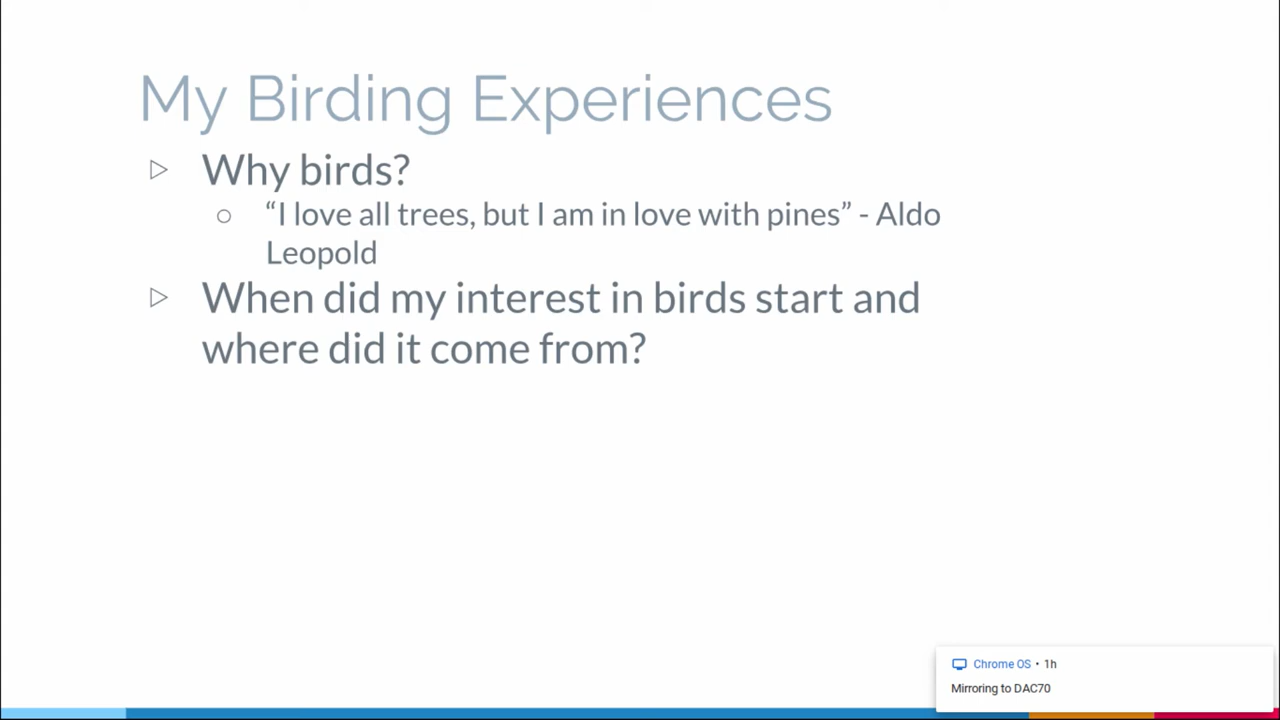 My Birding Experiences
Why birds?
“I love all trees, but I am in love with pines” - Aldo
Leopold
When did my interest in birds start and
where did it come from?
Chrome OS • 1h
Mirroring to DAC70